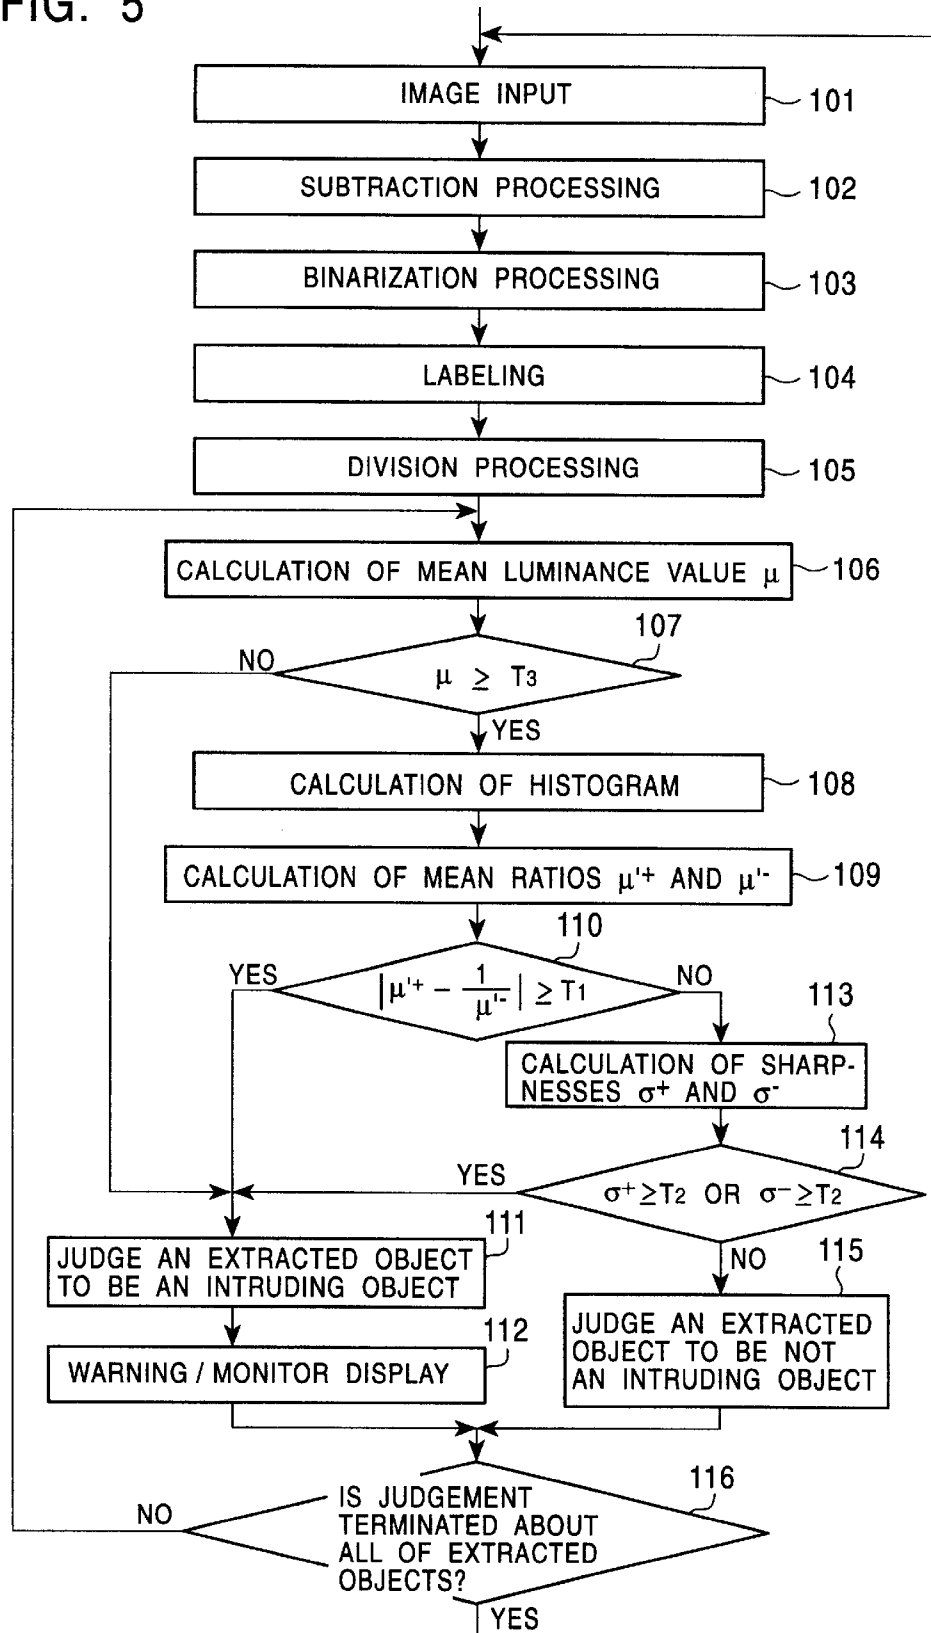 FIG. 5
IMAGE INPUT
101
SUBTRACTION PROCESSING
102
BINARIZATION PROCESSING
103
LABELING
104
DIVISION PROCESSING
105
CALCULATION OF MEAN LUMINANCE VALUE μ
106
107
NO
μ ≥ T3
YES
CALCULATION OF HISTOGRAM
108
CALCULATION OF MEAN RATIOS μ'+ AND μ'-
109
110
YES
|μ'+ − 1/μ'-| ≥ T1
NO
113
CALCULATION OF SHARP-
NESSES σ+ AND σ-
114
YES
σ+ ≥T2 OR σ− ≥T2
111
JUDGE AN EXTRACTED OBJECT
TO BE AN INTRUDING OBJECT
NO
115
112
WARNING / MONITOR DISPLAY
JUDGE AN EXTRACTED
OBJECT TO BE NOT
AN INTRUDING OBJECT
116
NO
IS JUDGEMENT
TERMINATED ABOUT
ALL OF EXTRACTED
OBJECTS?
YES